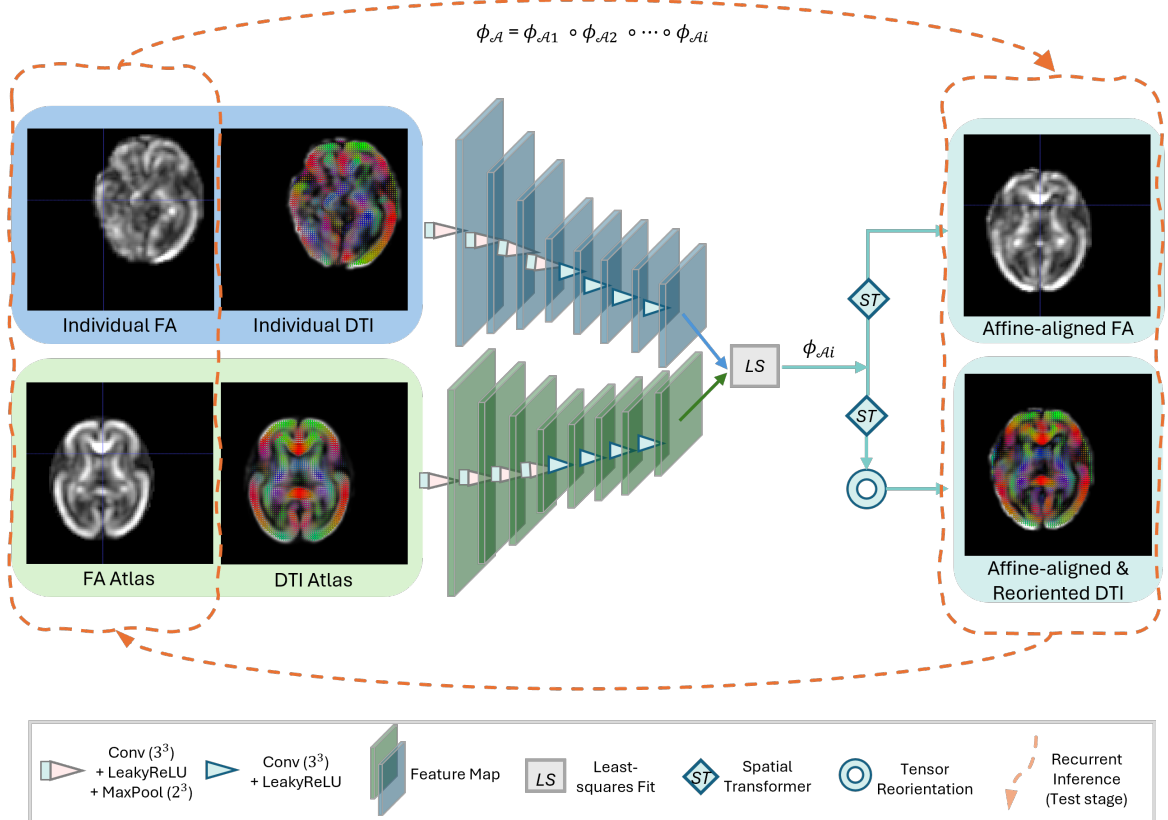 𝜙𝒜 = 𝜙𝒜1 ∘ 𝜙𝒜2 ∘ ⋯ ∘ 𝜙𝒜i
Individual FA
Individual DTI
FA Atlas
DTI Atlas
LS
𝜙𝒜i
ST
ST
Affine-aligned FA
Affine-aligned &
Reoriented DTI
Conv (3³)
+ LeakyReLU
+ MaxPool (2³)
Conv (3³)
+ LeakyReLU
Feature Map
LS
Least-
squares Fit
ST
Spatial
Transformer
Tensor
Reorientation
Recurrent
Inference
(Test stage)